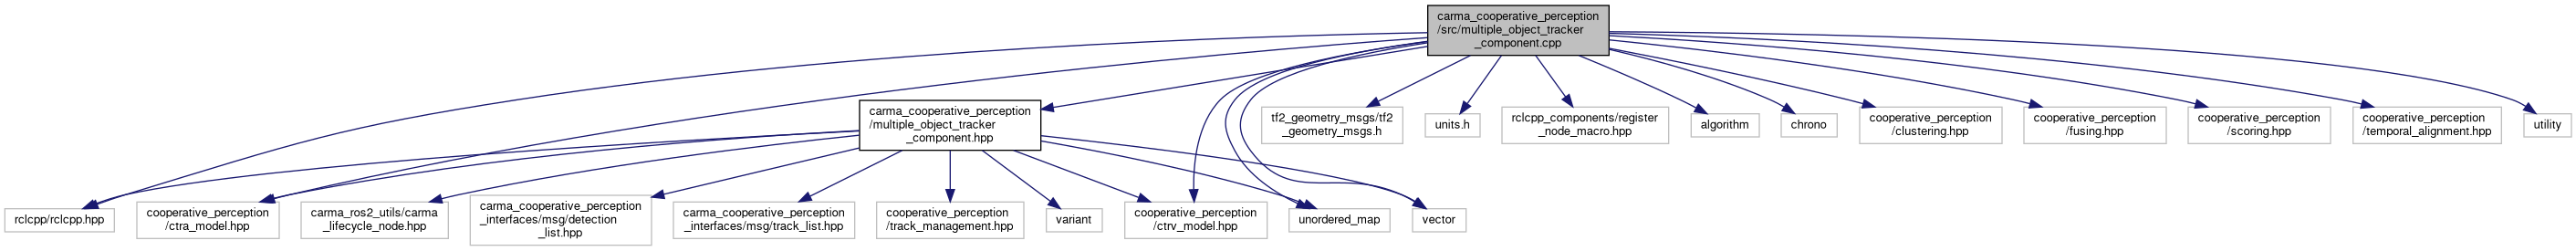 carma_cooperative_perception
/src/multiple_object_tracker
_component.cpp
carma_cooperative_perception
/multiple_object_tracker
_component.hpp
tf2_geometry_msgs/tf2
_geometry_msgs.h
units.h
rclcpp_components/register
_node_macro.hpp
algorithm
chrono
cooperative_perception
/clustering.hpp
cooperative_perception
/fusing.hpp
cooperative_perception
/scoring.hpp
cooperative_perception
/temporal_alignment.hpp
utility
rclcpp/rclcpp.hpp
cooperative_perception
/ctra_model.hpp
carma_ros2_utils/carma
_lifecycle_node.hpp
carma_cooperative_perception
_interfaces/msg/detection
_list.hpp
carma_cooperative_perception
_interfaces/msg/track_list.hpp
cooperative_perception
/track_management.hpp
variant
cooperative_perception
/ctrv_model.hpp
unordered_map
vector